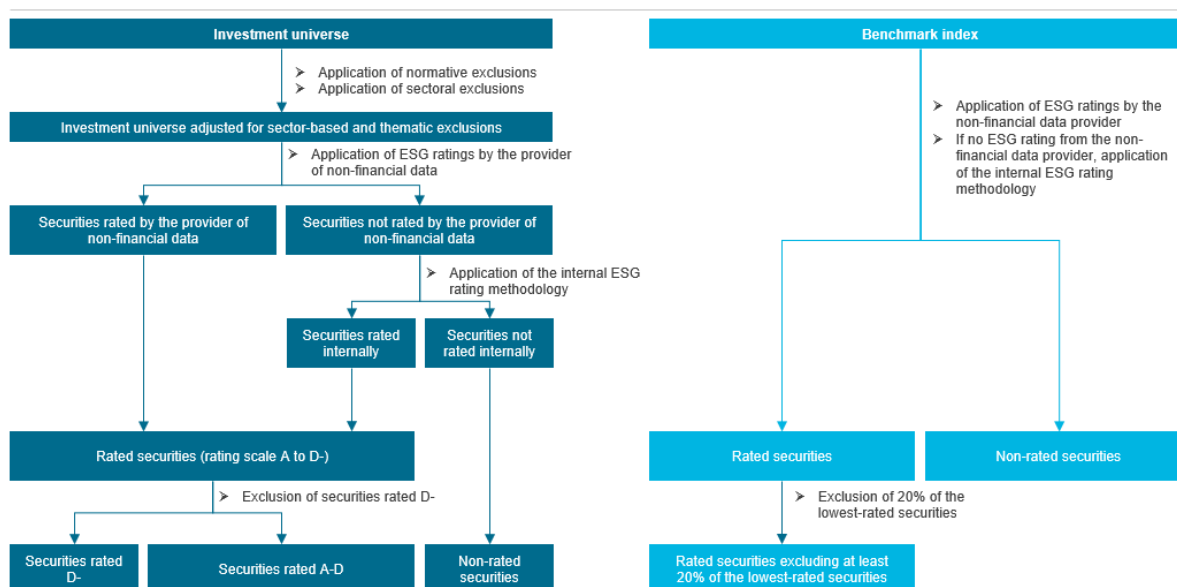 Investment universe
Benchmark index
➤ Application of normative exclusions
➤ Application of sectoral exclusions
Investment universe adjusted for sector-based and thematic exclusions
➤ Application of ESG ratings by the provider
of non-financial data
➤ Application of ESG ratings by the
non-financial data provider
➤ If no ESG rating from the non-
financial data provider, application
of the internal ESG rating
methodology
Securities rated by the provider of
non-financial data
Securities not rated by the provider of
non-financial data
➤ Application of the internal ESG
rating methodology
Securities rated
internally
Securities not
rated internally
Rated securities (rating scale A to D-)
Rated securities
Non-rated securities
➤ Exclusion of securities rated D-
➤ Exclusion of 20% of the
lowest-rated securities
Securities rated
D-
Securities rated A-D
Non-rated
securities
Rated securities excluding at least
20% of the lowest-rated securities